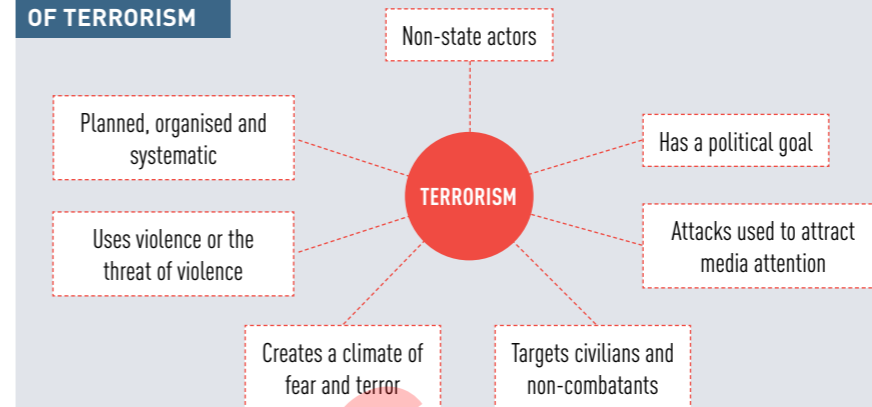 OF TERRORISM
Non-state actors
Planned, organised and
systematic
Has a political goal
TERRORISM
Uses violence or the
threat of violence
Attacks used to attract
media attention
Creates a climate of
fear and terror
Targets civilians and
non-combatants